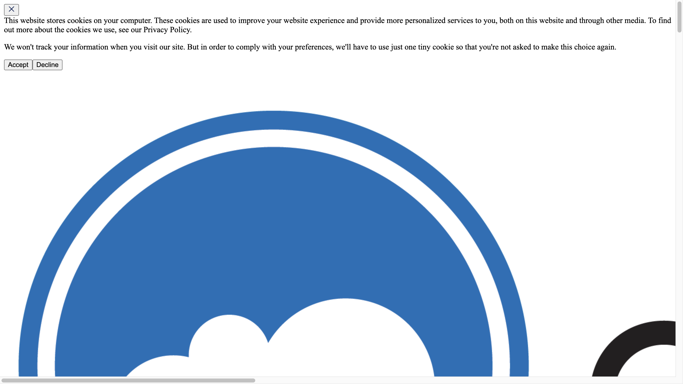 This website stores cookies on your computer. These cookies are used to improve your website experience and provide more personalized services to you, both on this website and through other media. To find
out more about the cookies we use, see our Privacy Policy.
We won't track your information when you visit our site. But in order to comply with your preferences, we'll have to use just one tiny cookie so that you're not asked to make this choice again.
Accept Decline